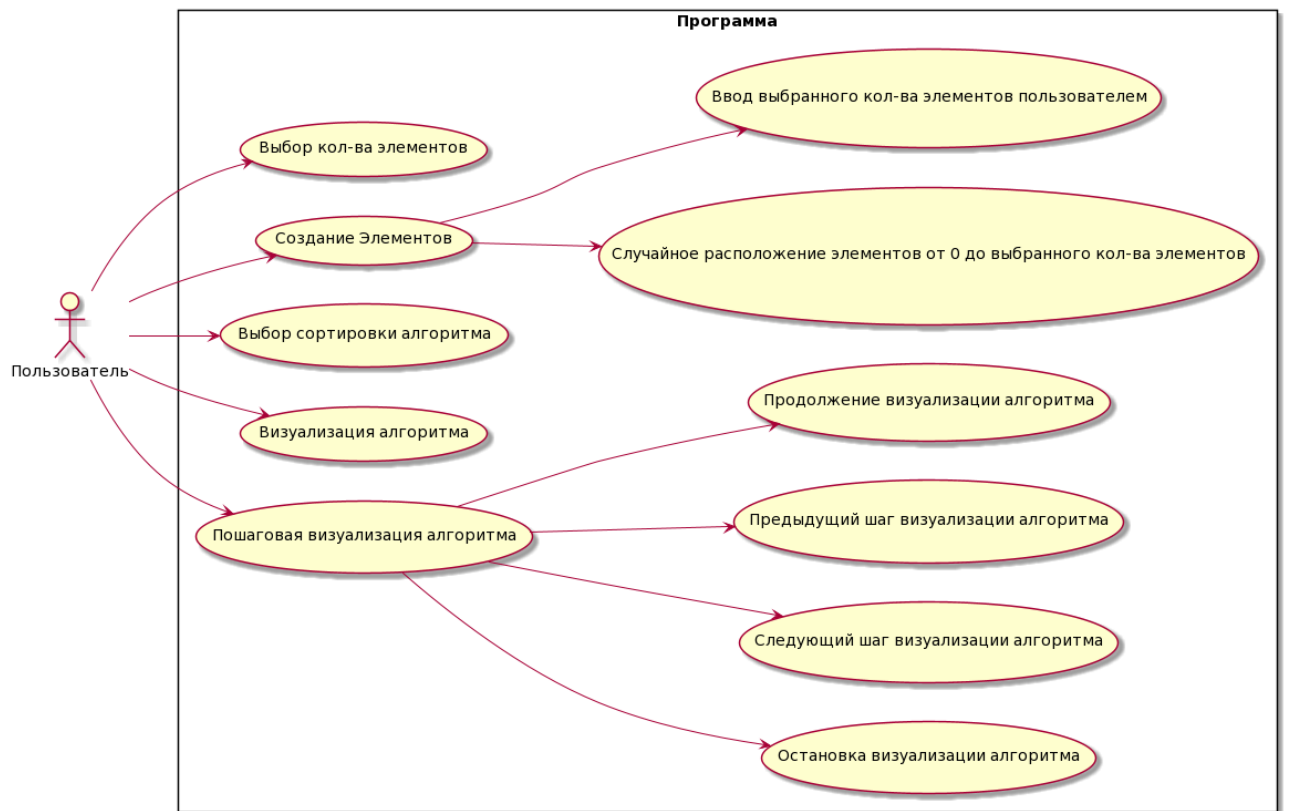 Программа
Ввод выбранного кол-ва элементов пользователем
Выбор кол-ва элементов
Создание Элементов
Случайное расположение элементов от 0 до выбранного кол-ва элементов
Выбор сортировки алгоритма
Пользователь
Продолжение визуализации алгоритма
Визуализация алгоритма
Предыдущий шаг визуализации алгоритма
Пошаговая визуализация алгоритма
Следующий шаг визуализации алгоритма
Остановка визуализации алгоритма